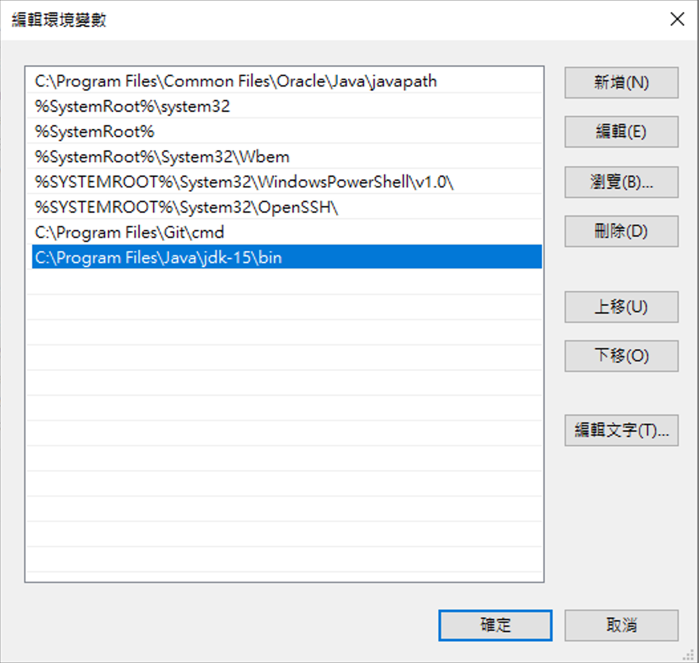 編輯環境變數
C:\Program Files\Common Files\Oracle\Java\javapath
%SystemRoot%\system32
%SystemRoot%
%SystemRoot%\System32\Wbem
%SYSTEMROOT%\System32\WindowsPowerShell\v1.0\
%SYSTEMROOT%\System32\OpenSSH\
C:\Program Files\Git\cmd
C:\Program Files\Java\jdk-15\bin
新增(N)
編輯(E)
瀏覽(B)...
刪除(D)
上移(U)
下移(O)
編輯文字(T)...
確定
取消